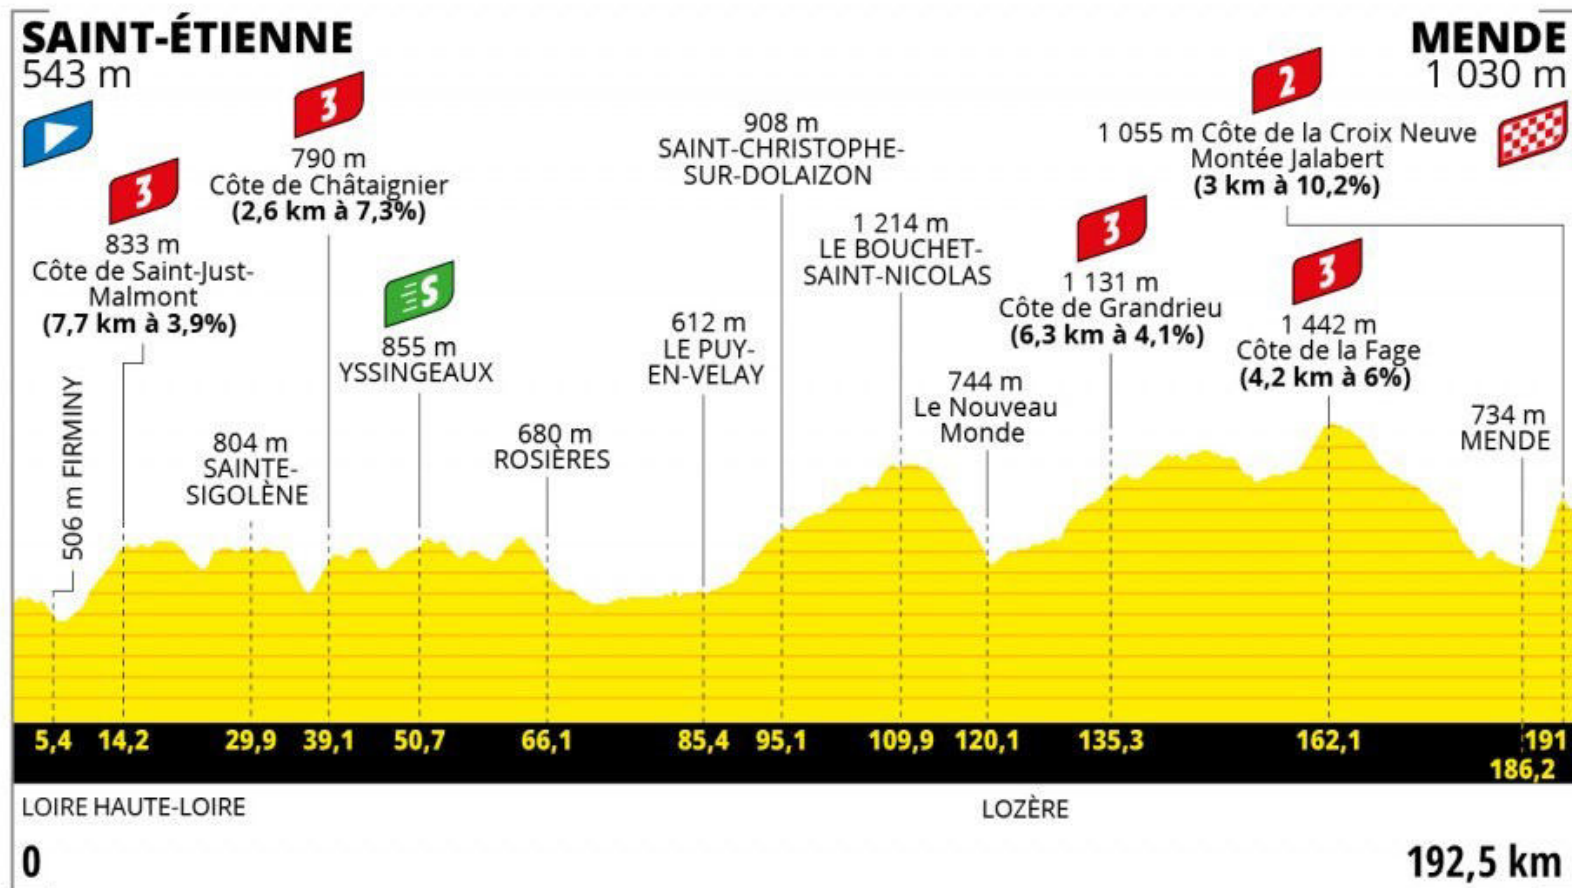 SAINT-ÉTIENNE
543 m
MENDE
1 030 m
3
833 m
Côte de Saint-Just-
Malmont
(7,7 km à 3,9%)
506 m FIRMINY
804 m
SAINTE-
SIGOLÈNE
3
790 m
Côte de Châtaignier
(2,6 km à 7,3%)
S
855 m
YSSINGEAUX
680 m
ROSIÈRES
612 m
LE PUY-
EN-VELAY
908 m
SAINT-CHRISTOPHE-
SUR-DOLAIZON
1 214 m
LE BOUCHET-
SAINT-NICOLAS
744 m
Le Nouveau
Monde
3
1 131 m
Côte de Grandrieu
(6,3 km à 4,1%)
2
1 055 m Côte de la Croix Neuve
Montée Jalabert
(3 km à 10,2%)
3
1 442 m
Côte de la Fage
(4,2 km à 6%)
734 m
MENDE
5,4 14,2 29,9 39,1 50,7 66,1 85,4 95,1 109,9 120,1 135,3 162,1 191
186,2
LOIRE HAUTE-LOIRE LOZÈRE
0 192,5 km